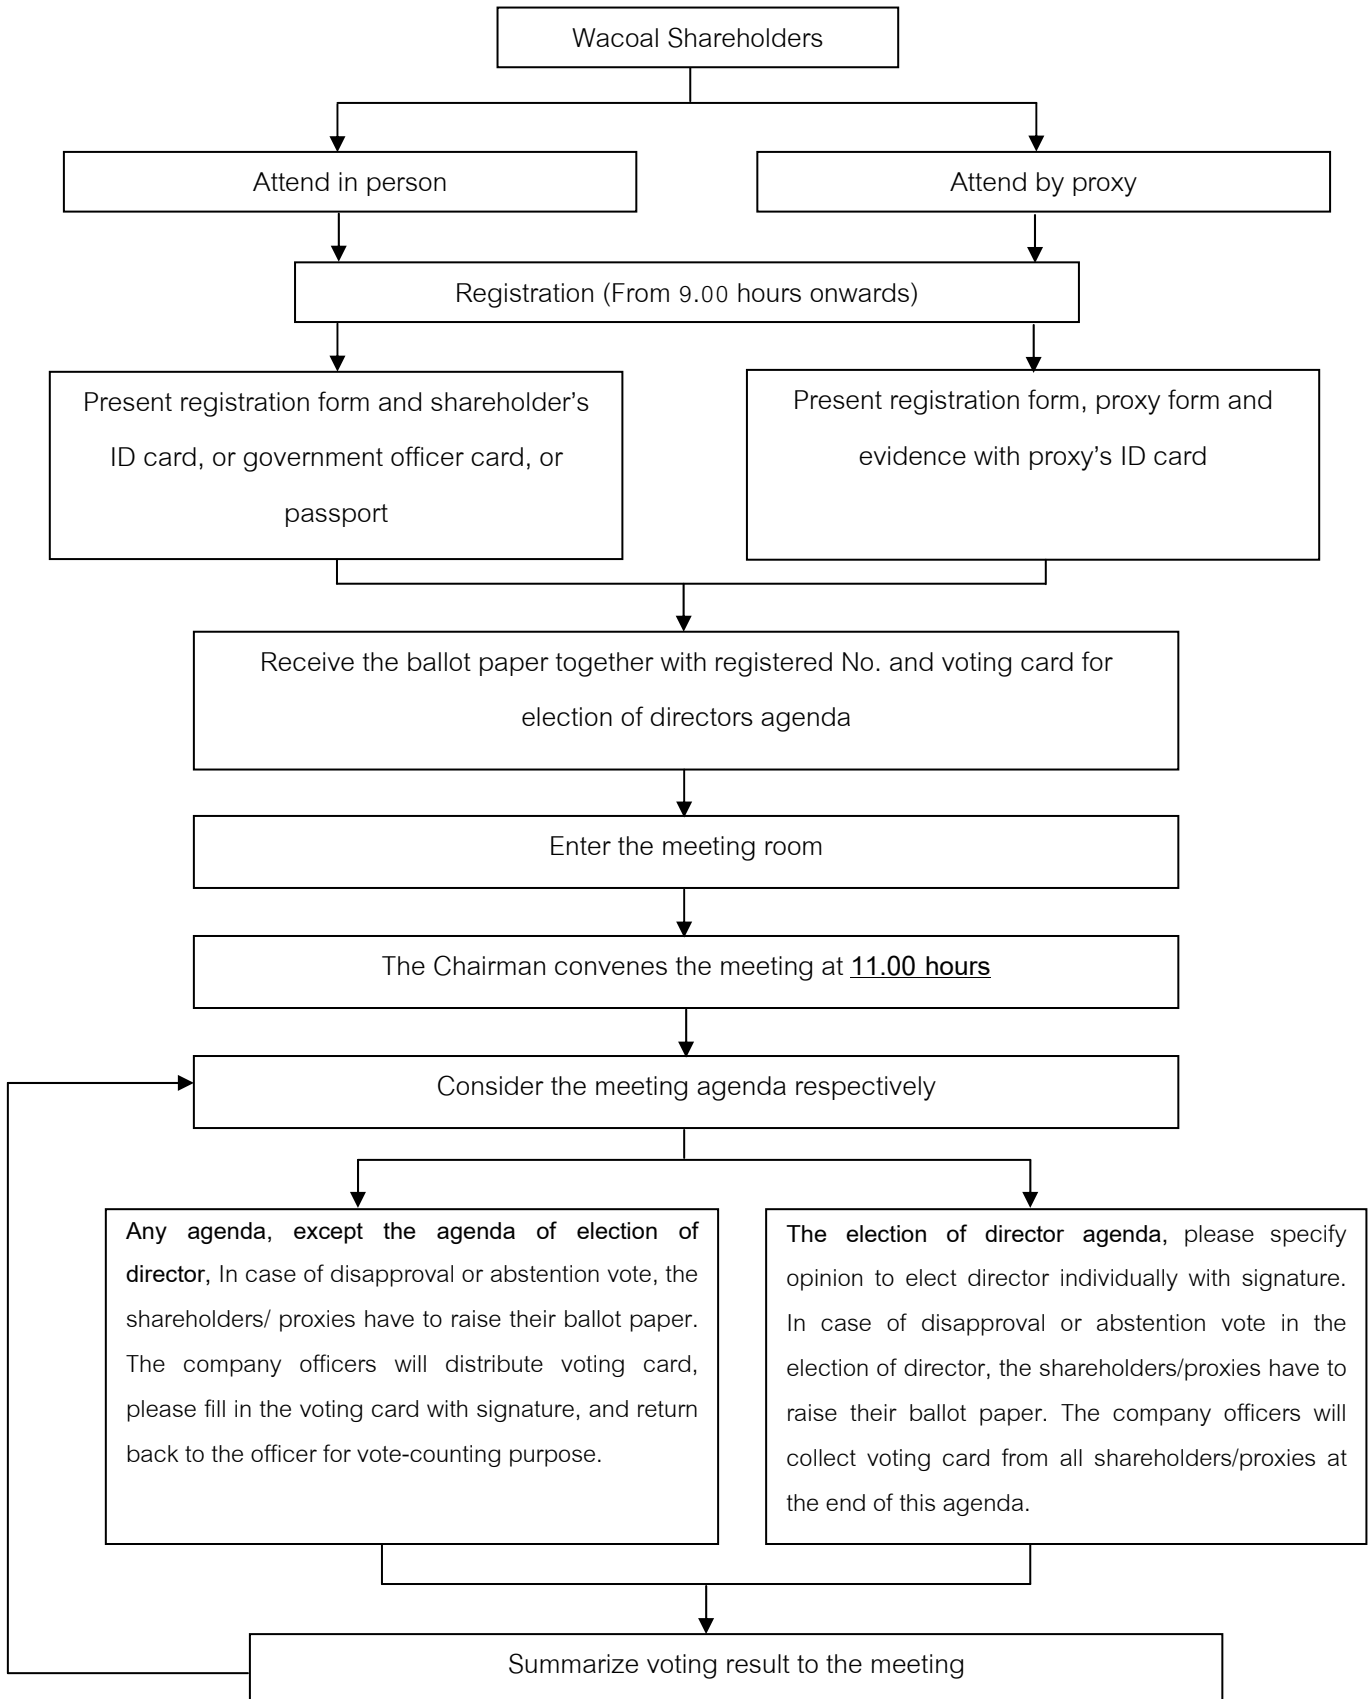 Wacoal Shareholders
Attend in person
Attend by proxy
Registration (From 9.00 hours onwards)
Present registration form and shareholder's
ID card, or government officer card, or
passport
Present registration form, proxy form and
evidence with proxy's ID card
Receive the ballot paper together with registered No. and voting card for
election of directors agenda
Enter the meeting room
The Chairman convenes the meeting at 11.00 hours
Consider the meeting agenda respectively
Any agenda, except the agenda of election of
director, In case of disapproval or abstention vote, the
shareholders/ proxies have to raise their ballot paper.
The company officers will distribute voting card,
please fill in the voting card with signature, and return
back to the officer for vote-counting purpose.
The election of director agenda, please specify
opinion to elect director individually with signature.
In case of disapproval or abstention vote in the
election of director, the shareholders/proxies have to
raise their ballot paper. The company officers will
collect voting card from all shareholders/proxies at
the end of this agenda.
Summarize voting result to the meeting